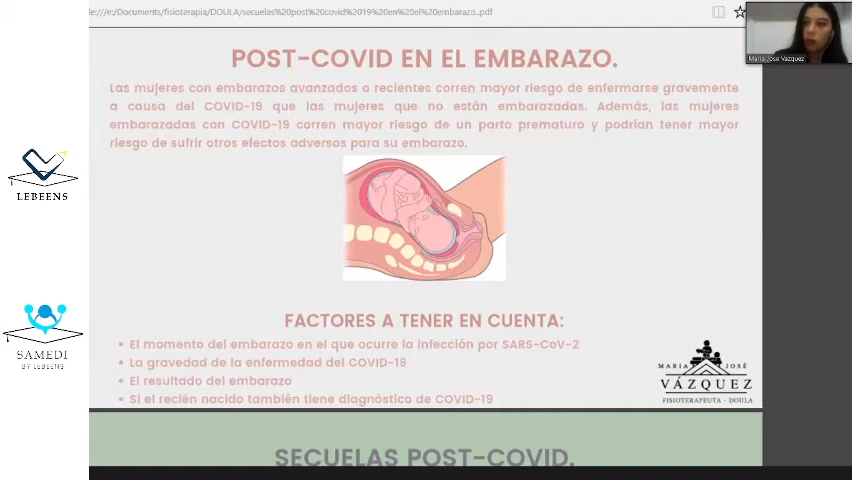 le:///e:/Documents/fisioterapia/DOULA/secuelas%20post%20covid%2019%20en%20el%20embarazo..pdf
Maria Jose Vazquez
POST-COVID EN EL EMBARAZO.
Las mujeres con embarazos avanzados o recientes corren mayor riesgo de enfermarse gravemente
a causa del COVID-19 que las mujeres que no están embarazadas. Además, las mujeres
embarazadas con COVID-19 corren mayor riesgo de un parto prematuro y podrían tener mayor
riesgo de sufrir otros efectos adversos para su embarazo.
LEBEENS
SAMEDI
BY LEBEENS
FACTORES A TENER EN CUENTA:
• El momento del embarazo en el que ocurre la infección por SARS-CoV-2
• La gravedad de la enfermedad del COVID-19
• El resultado del embarazo
• Si el recién nacido también tiene diagnóstico de COVID-19
MARIA JOSÉ
VÁZQUEZ
FISIOTERAPEUTA - DOULA
SECUELAS POST-COVID.